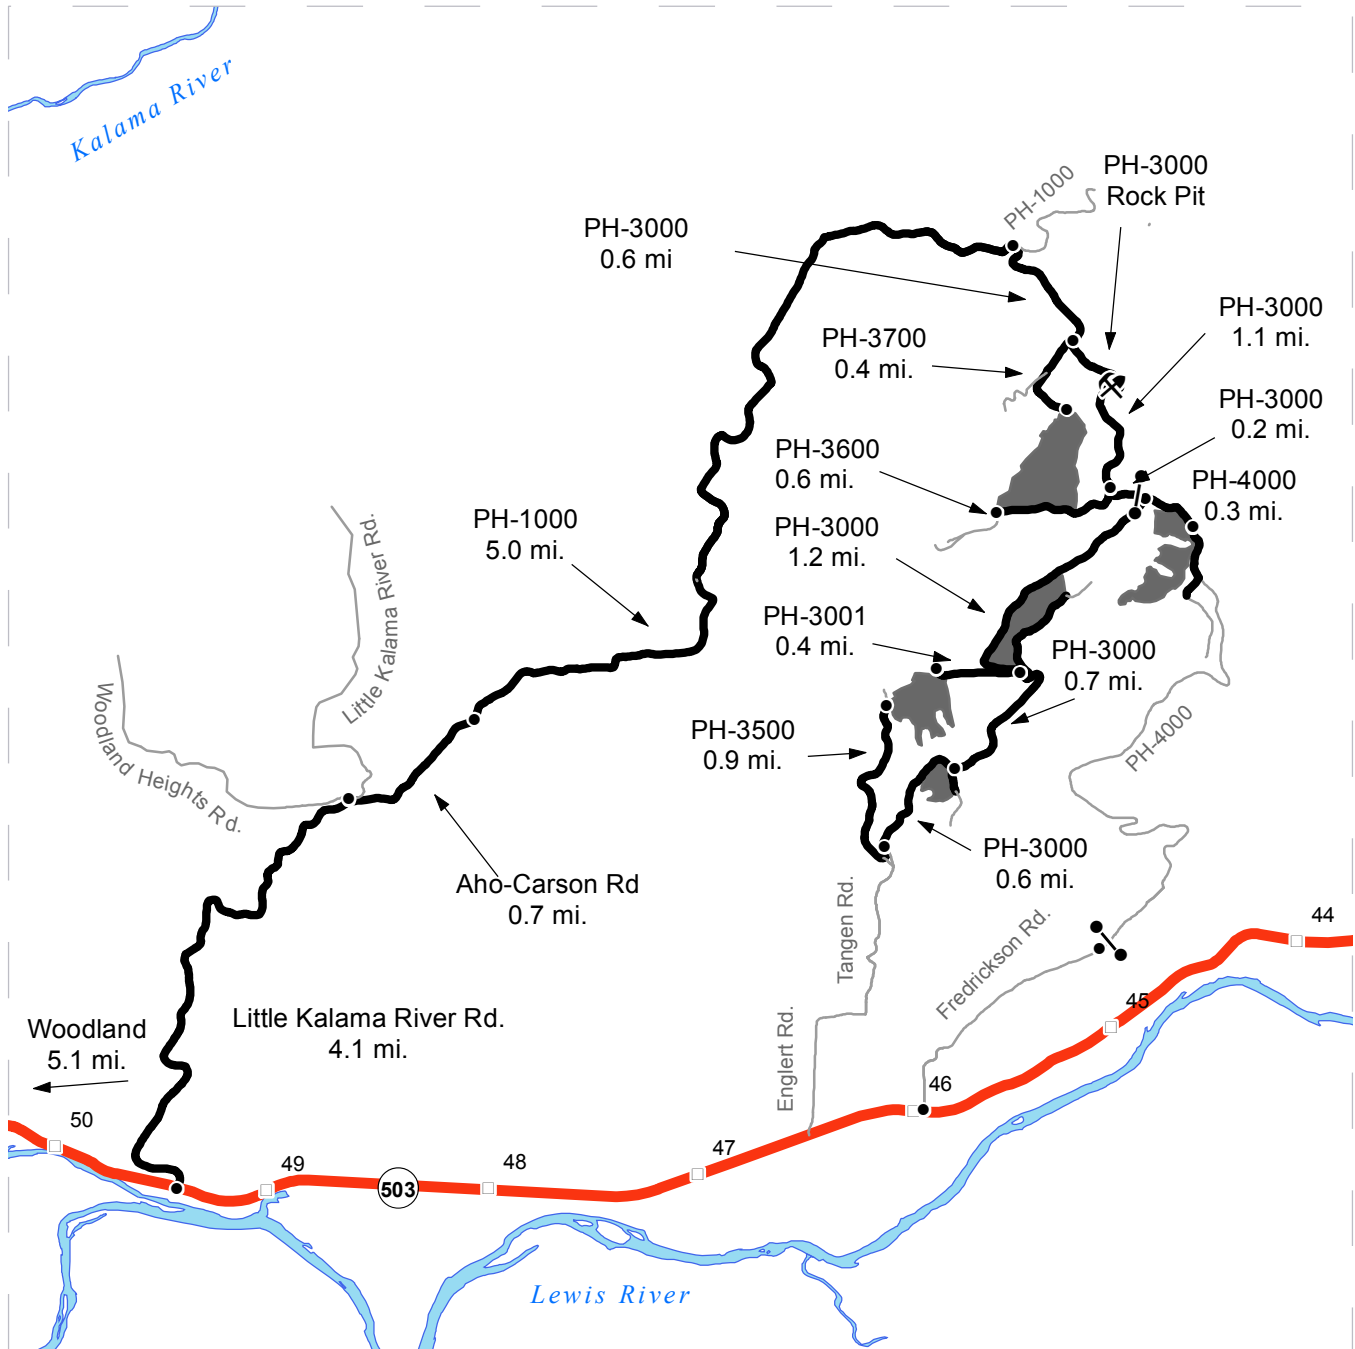 Kalama River
PH-1000
PH-3000
Rock Pit
PH-3000
0.6 mi
PH-3000
1.1 mi.
PH-3700
0.4 mi.
PH-3000
0.2 mi.
PH-3600
0.6 mi.
PH-4000
0.3 mi.
PH-1000
5.0 mi.
PH-3000
1.2 mi.
Little Kalama River Rd.
PH-3001
0.4 mi.
PH-3000
0.7 mi.
Woodland Heights Rd.
PH-3500
0.9 mi.
PH-4000
PH-3000
0.6 mi.
Aho-Carson Rd
0.7 mi.
Tangen Rd.
Fredrickson Rd.
44
45
Little Kalama River Rd.
4.1 mi.
Woodland
5.1 mi.
Englert Rd.
46
50
47
49
48
503
Lewis River